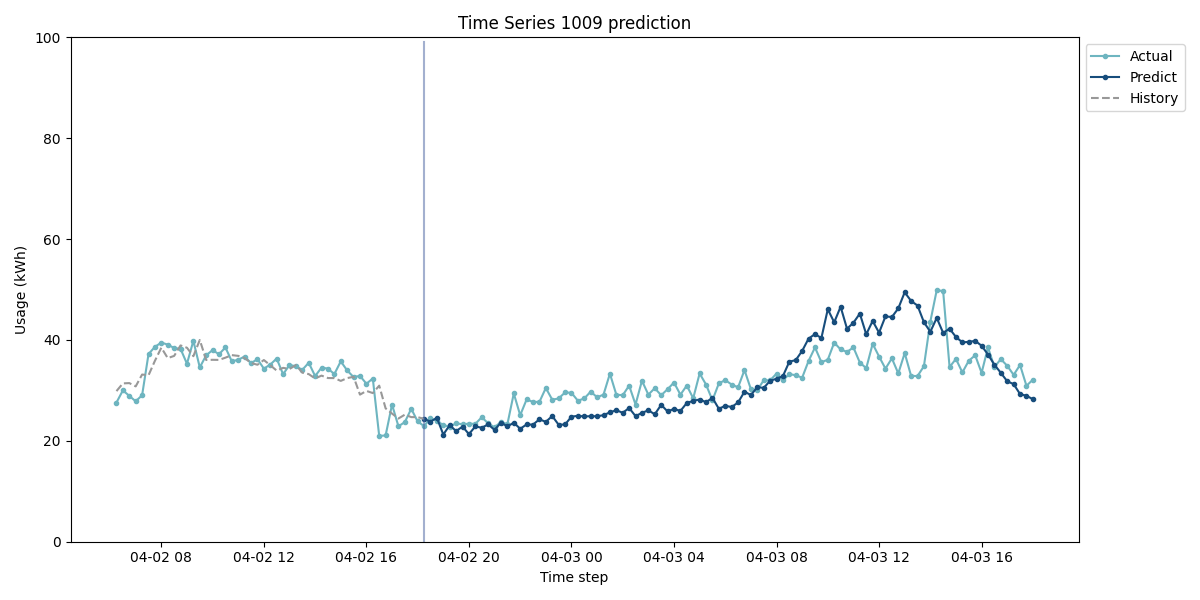 Time Series 1009 prediction
100
80
60
40
20
0
Usage (kWh)
04-02 08
04-02 12
04-02 16
04-02 20
04-03 00
04-03 04
04-03 08
04-03 12
04-03 16
Time step
Actual
Predict
History